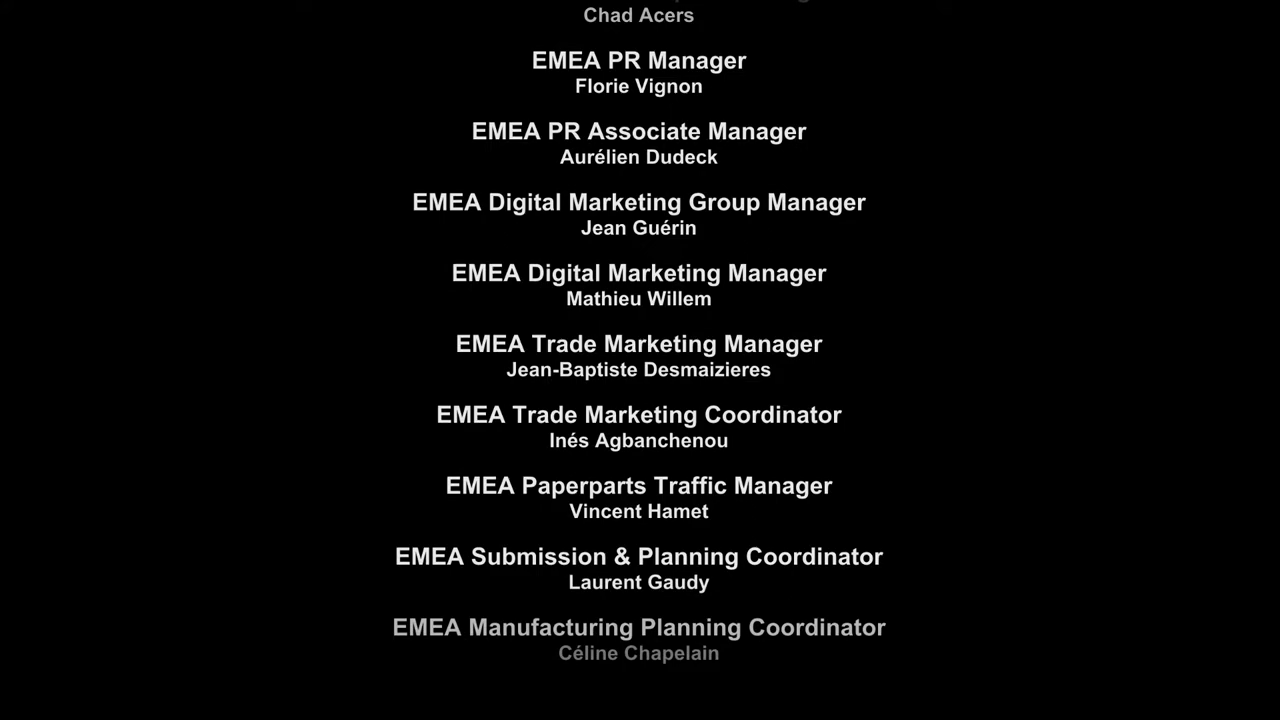 Chad Acers
EMEA PR Manager
Florie Vignon
EMEA PR Associate Manager
Aurélien Dudeck
EMEA Digital Marketing Group Manager
Jean Guérin
EMEA Digital Marketing Manager
Mathieu Willem
EMEA Trade Marketing Manager
Jean-Baptiste Desmaizieres
EMEA Trade Marketing Coordinator
Inés Agbanchenou
EMEA Paperparts Traffic Manager
Vincent Hamet
EMEA Submission & Planning Coordinator
Laurent Gaudy
EMEA Manufacturing Planning Coordinator
Céline Chapelain